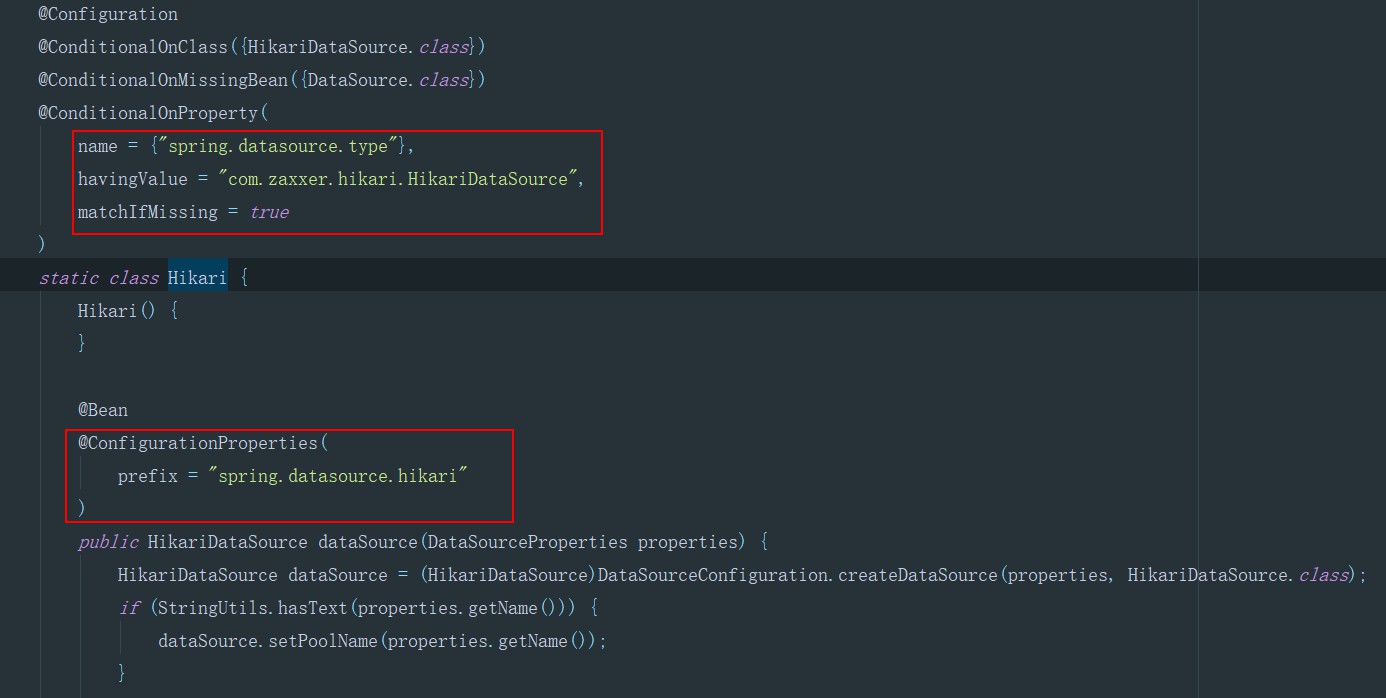 @Configuration
@ConditionalOnClass({HikariDataSource.class})
@ConditionalOnMissingBean({DataSource.class})
@ConditionalOnProperty(
name = {"spring.datasource.type"},
havingValue = "com.zaxxer.hikari.HikariDataSource",
matchIfMissing = true
)
static class Hikari {
Hikari() {
}
@Bean
@ConfigurationProperties(
prefix = "spring.datasource.hikari"
)
public HikariDataSource dataSource(DataSourceProperties properties) {
HikariDataSource dataSource = (HikariDataSource)DataSourceConfiguration.createDataSource(properties, HikariDataSource.class);
if (StringUtils.hasText(properties.getName())) {
dataSource.setPoolName(properties.getName());
}